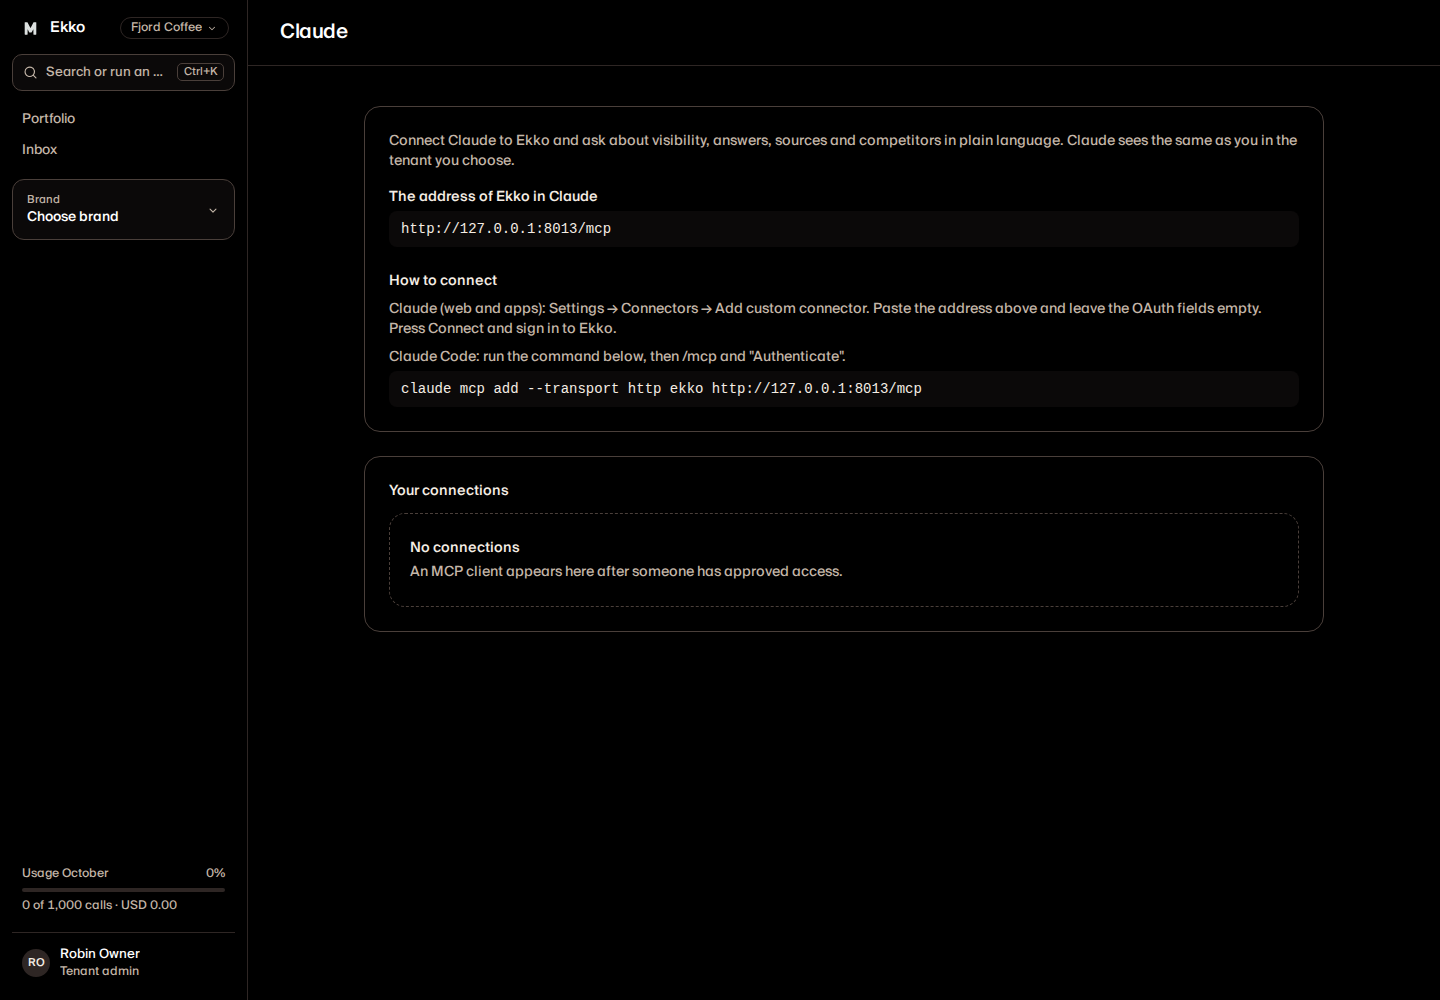 Ekko
Fjord Coffee
Search or run an ...
Ctrl+K
Portfolio
Inbox
Brand
Choose brand
Usage October
0%
0 of 1,000 calls · USD 0.00
RO
Robin Owner
Tenant admin
Claude
Connect Claude to Ekko and ask about visibility, answers, sources and competitors in plain language. Claude sees the same as you in the
tenant you choose.
The address of Ekko in Claude
http://127.0.0.1:8013/mcp
How to connect
Claude (web and apps): Settings → Connectors → Add custom connector. Paste the address above and leave the OAuth fields empty.
Press Connect and sign in to Ekko.
Claude Code: run the command below, then /mcp and "Authenticate".
claude mcp add --transport http ekko http://127.0.0.1:8013/mcp
Your connections
No connections
An MCP client appears here after someone has approved access.